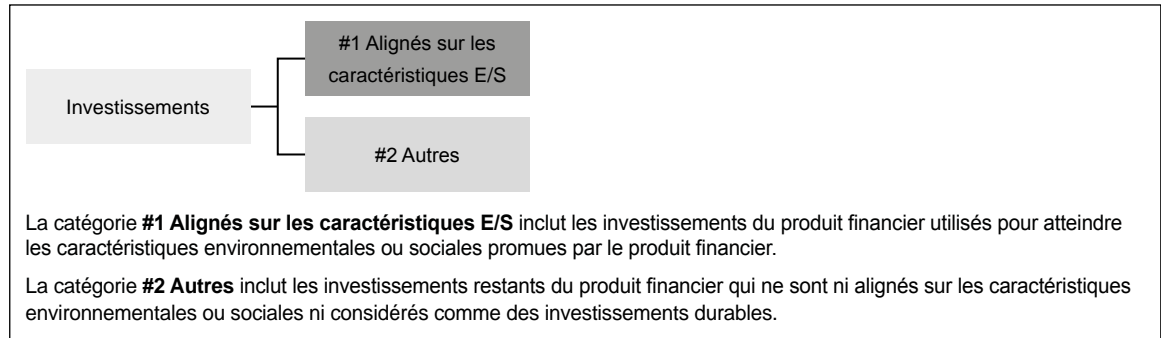 #1 Alignés sur les
caractéristiques E/S
Investissements
#2 Autres
La catégorie #1 Alignés sur les caractéristiques E/S inclut les investissements du produit financier utilisés pour atteindre
les caractéristiques environnementales ou sociales promues par le produit financier.
La catégorie #2 Autres inclut les investissements restants du produit financier qui ne sont ni alignés sur les caractéristiques
environnementales ou sociales ni considérés comme des investissements durables.